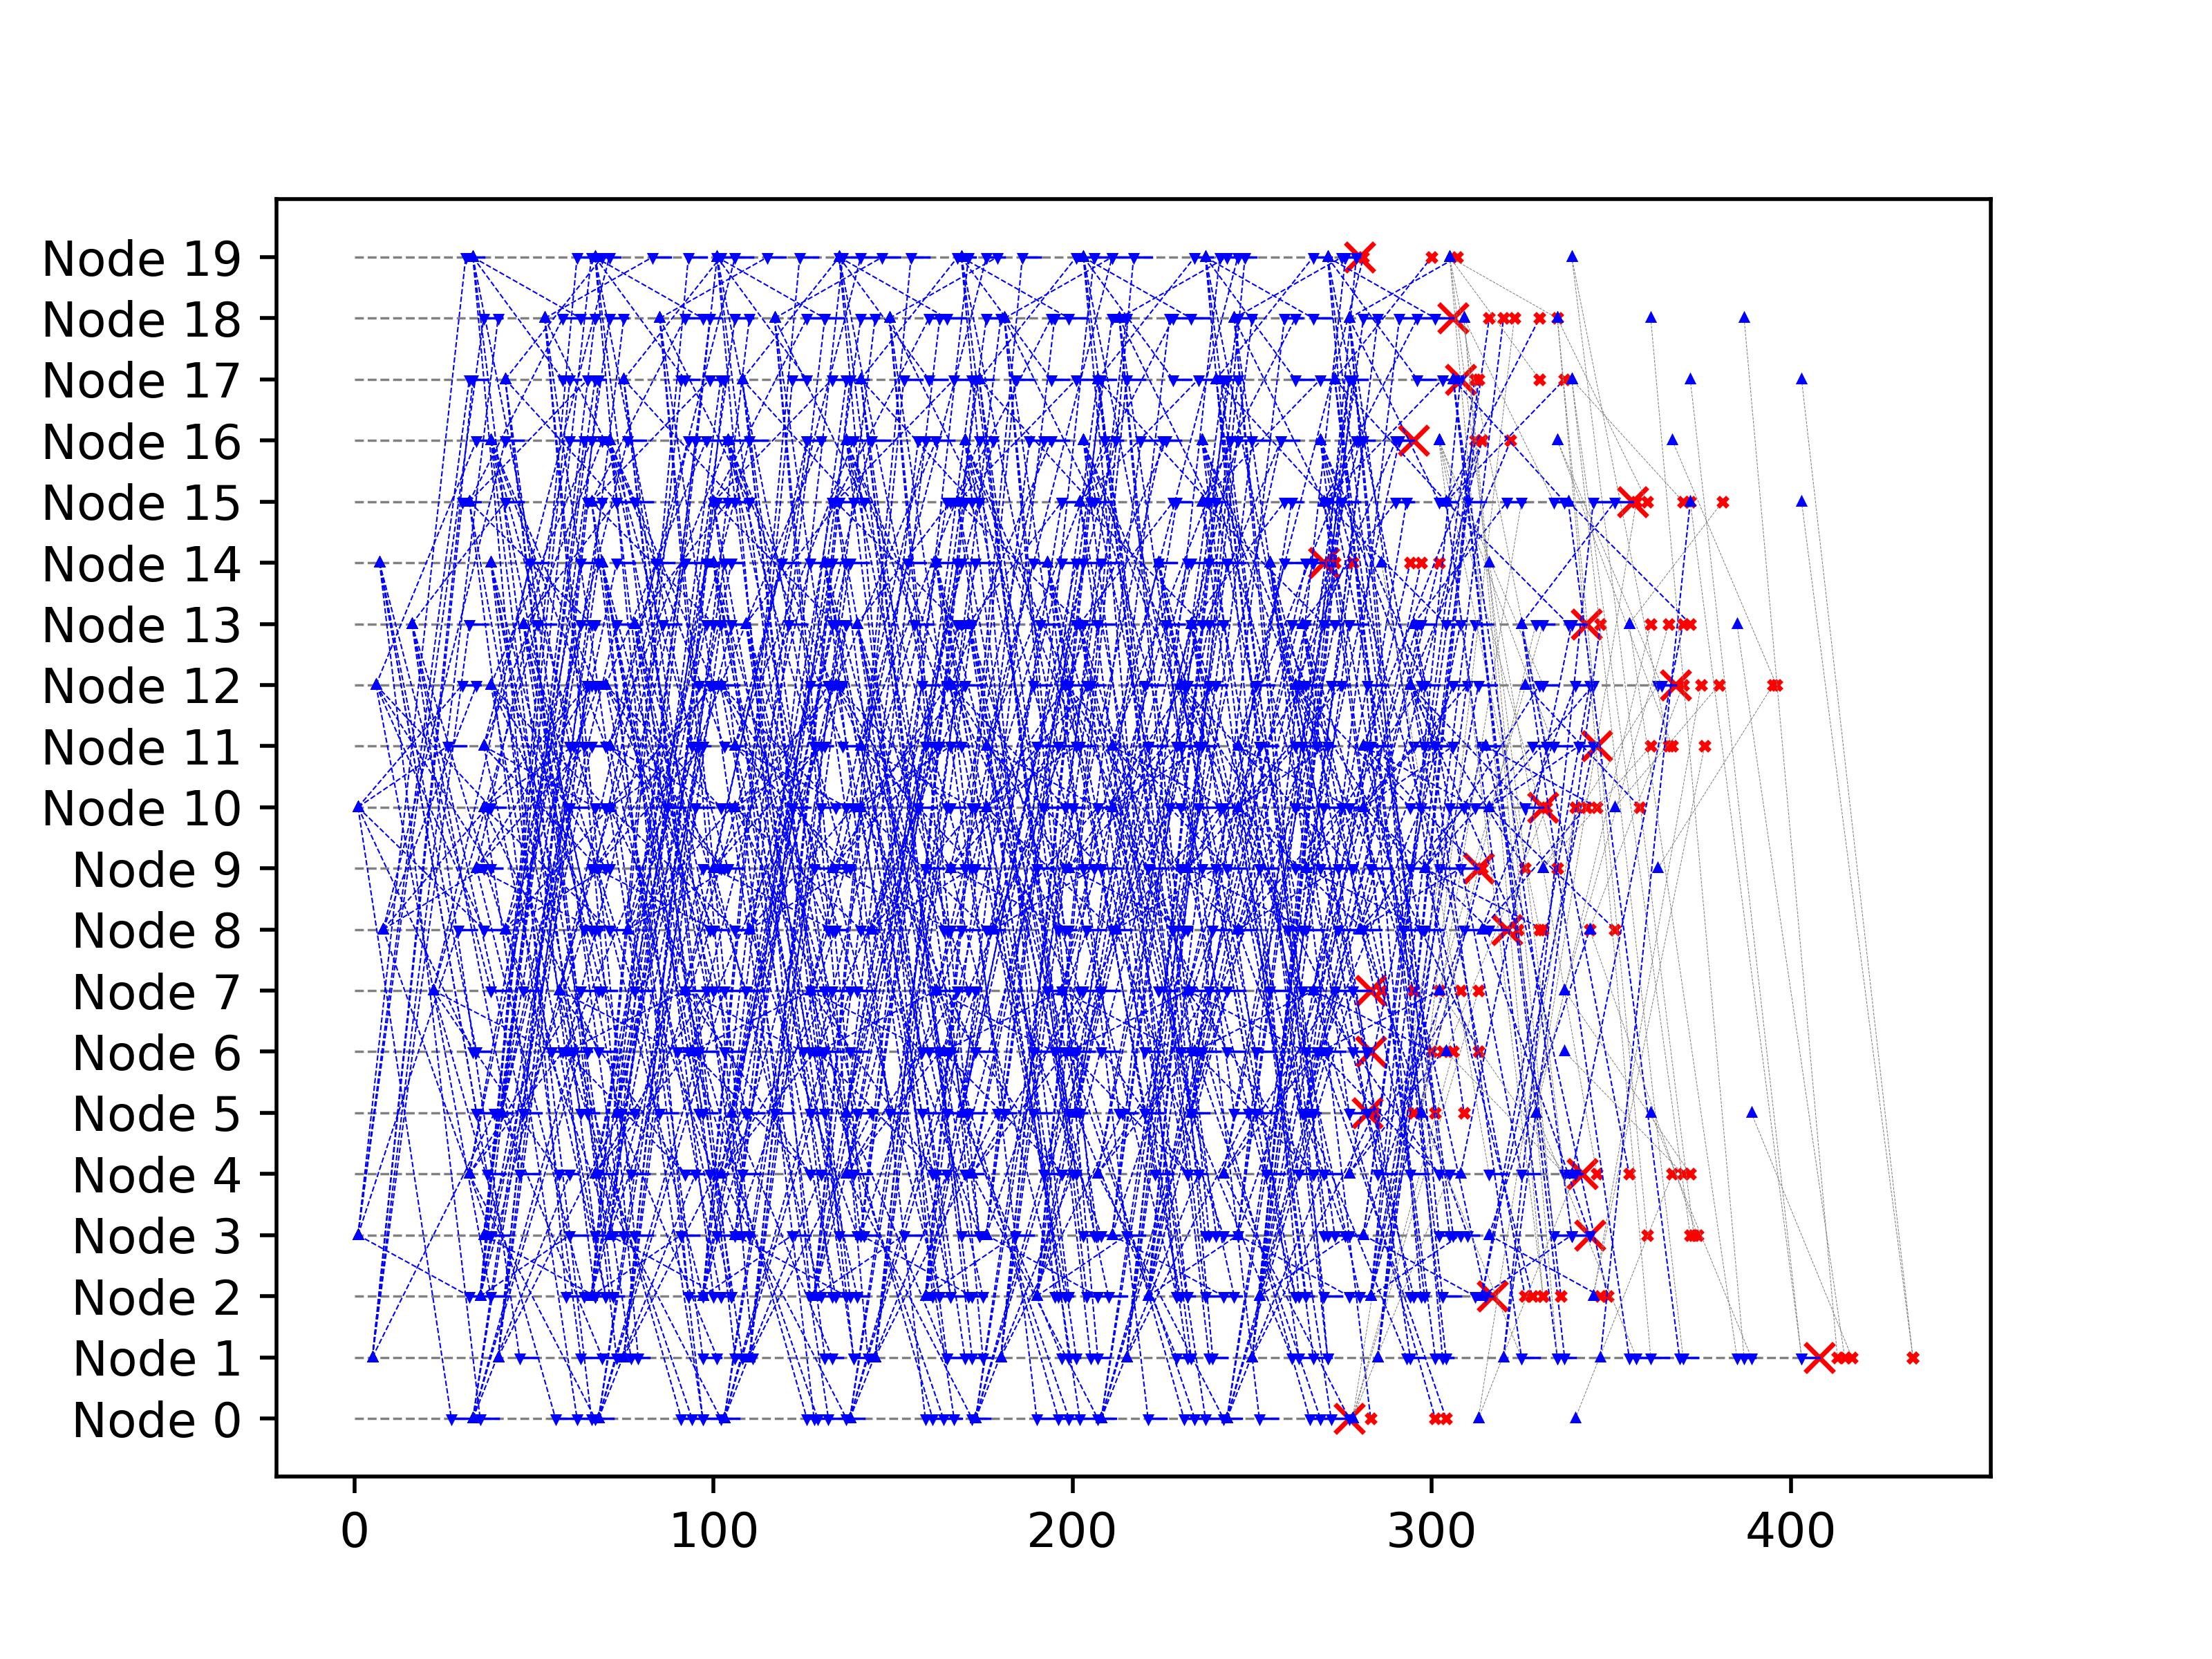 Node 19
Node 18
Node 17
Node 16
Node 15
Node 14
Node 13
Node 12
Node 11
Node 10
Node 9
Node 8
Node 7
Node 6
Node 5
Node 4
Node 3
Node 2
Node 1
Node 0
0 100 200 300 400